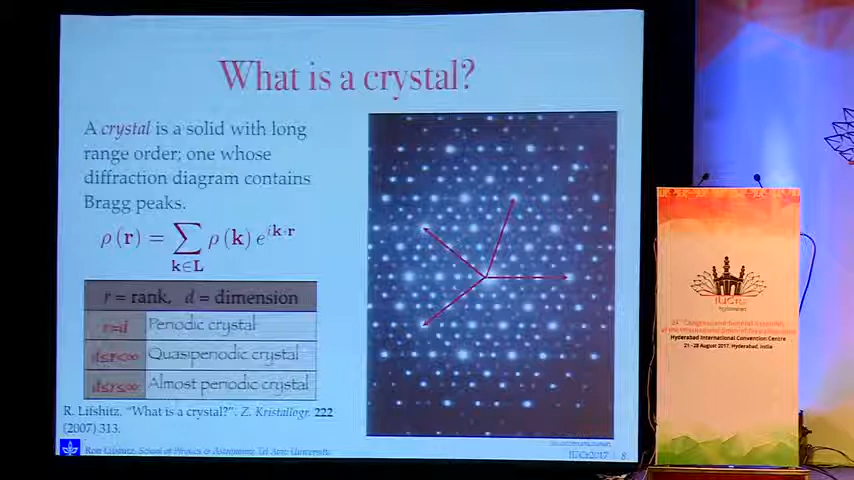 What is a crystal?
A crystal is a solid with long
range order; one whose
diffraction diagram contains
Bragg peaks.
ρ(r) = ∑ ρ(k) e^{ik·r}
k∈L
r = rank, d = dimension
r=d Periodic crystal
d≤r<∞ Quasiperiodic crystal
d≤r≤∞ Almost periodic crystal
R. Lifshitz. "What is a crystal?". Z. Kristallogr. 222
(2007) 313.
Ron Lifshitz, School of Physics & Astronomy, Tel Aviv University
IUCr2017 8
IUCr
Hyderabad International Convention Centre
21 - 28 August 2017, Hyderabad, India